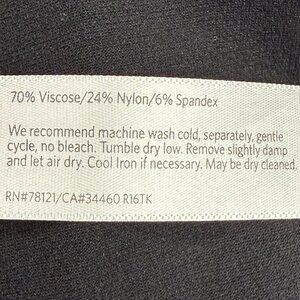 70% Viscose/24% Nylon/6% Spandex
We recommend machine wash cold, separately, gentle
cycle, no bleach. Tumble dry low. Remove slightly damp
and let air dry. Cool Iron if necessary. May be dry cleaned.
RN#78121/CA#34460 R16TK